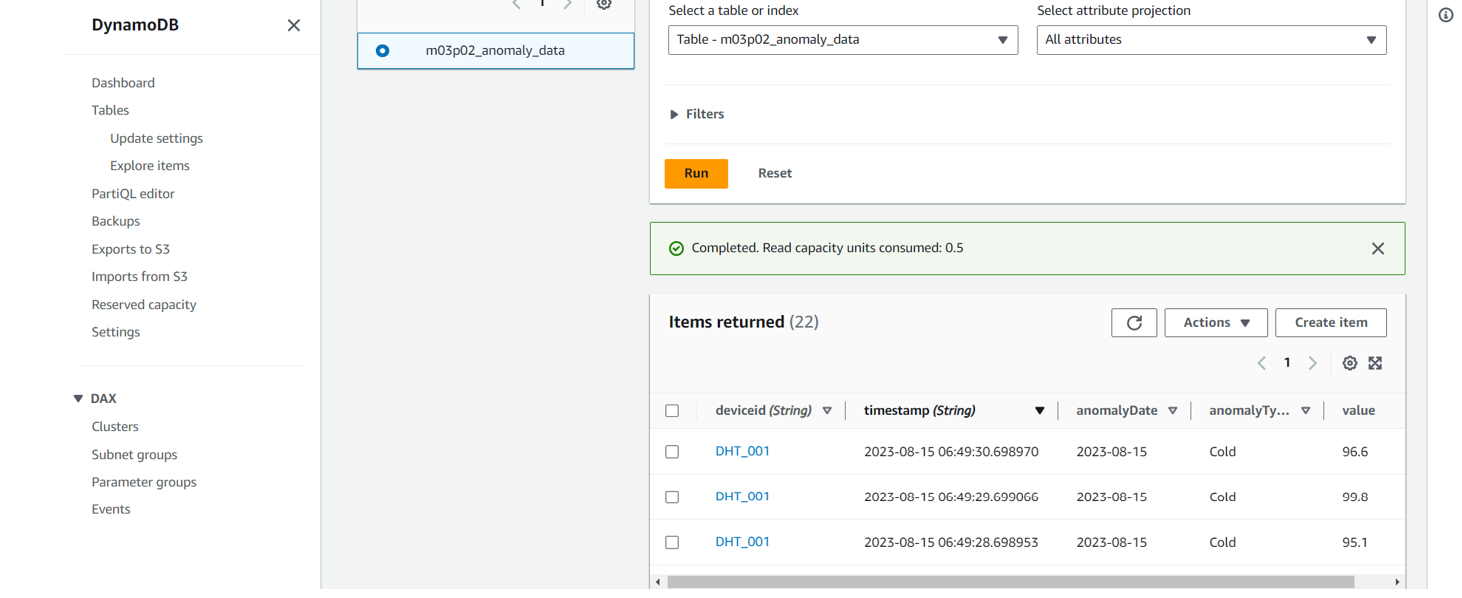 DynamoDB
Dashboard
Tables
Update settings
Explore items
PartiQL editor
Backups
Exports to S3
Imports from S3
Reserved capacity
Settings
DAX
Clusters
Subnet groups
Parameter groups
Events
1
m03p02_anomaly_data
Select a table or index
Table - m03p02_anomaly_data
Select attribute projection
All attributes
Filters
Run Reset
Completed. Read capacity units consumed: 0.5
Items returned (22)
Actions Create item
1
deviceid (String) timestamp (String) anomalyDate anomalyTy... value
DHT_001 2023-08-15 06:49:30.698970 2023-08-15 Cold 96.6
DHT_001 2023-08-15 06:49:29.699066 2023-08-15 Cold 99.8
DHT_001 2023-08-15 06:49:28.698953 2023-08-15 Cold 95.1